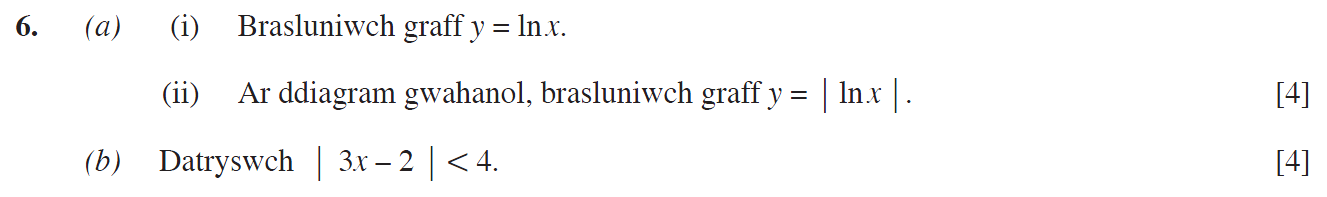 6. (a) (i) Brasluniwch graff y = ln x.
(ii) Ar ddiagram gwahanol, brasluniwch graff y = | ln x |. [4]
(b) Datryswch | 3x – 2 | < 4. [4]